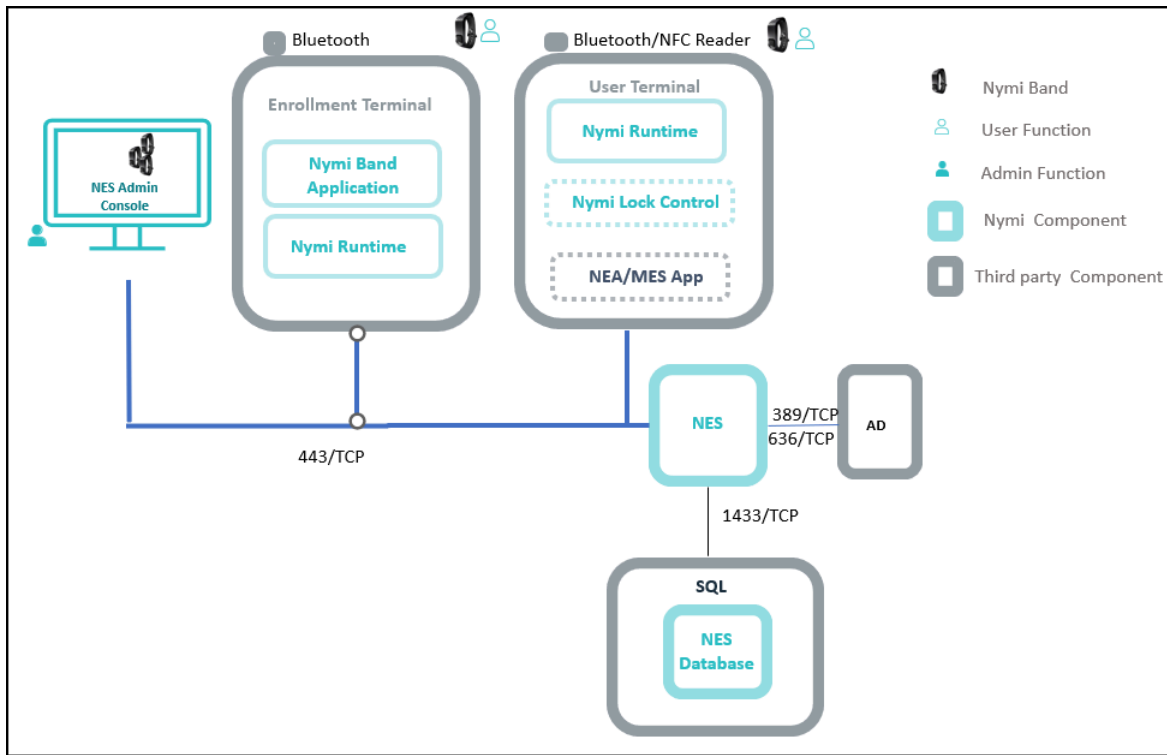 Bluetooth
Bluetooth/NFC Reader
Enrollment Terminal
User Terminal
Nymi Band
Application
Nymi Runtime
Nymi Runtime
Nymi Lock Control
NEA/MES App
NES Admin
Console
Nymi Band
User Function
Admin Function
Nymi Component
Third party Component
443/TCP
NES
389/TCP
636/TCP
AD
1433/TCP
SQL
NES
Database